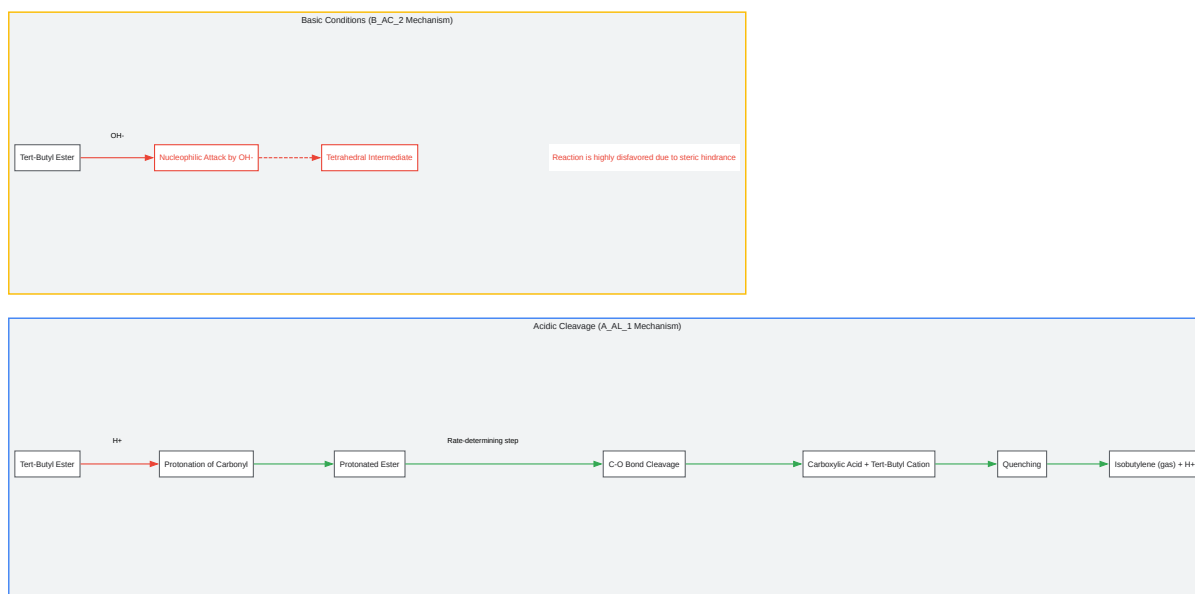 Basic Conditions (B_AC_2 Mechanism)
OH-
Tert-Butyl Ester
Nucleophilic Attack by OH-
Tetrahedral Intermediate
Reaction is highly disfavored due to steric hindrance
Acidic Cleavage (A_AL_1 Mechanism)
H+
Rate-determining step
Tert-Butyl Ester
Protonation of Carbonyl
Protonated Ester
C-O Bond Cleavage
Carboxylic Acid + Tert-Butyl Cation
Quenching
Isobutylene (gas) + H+